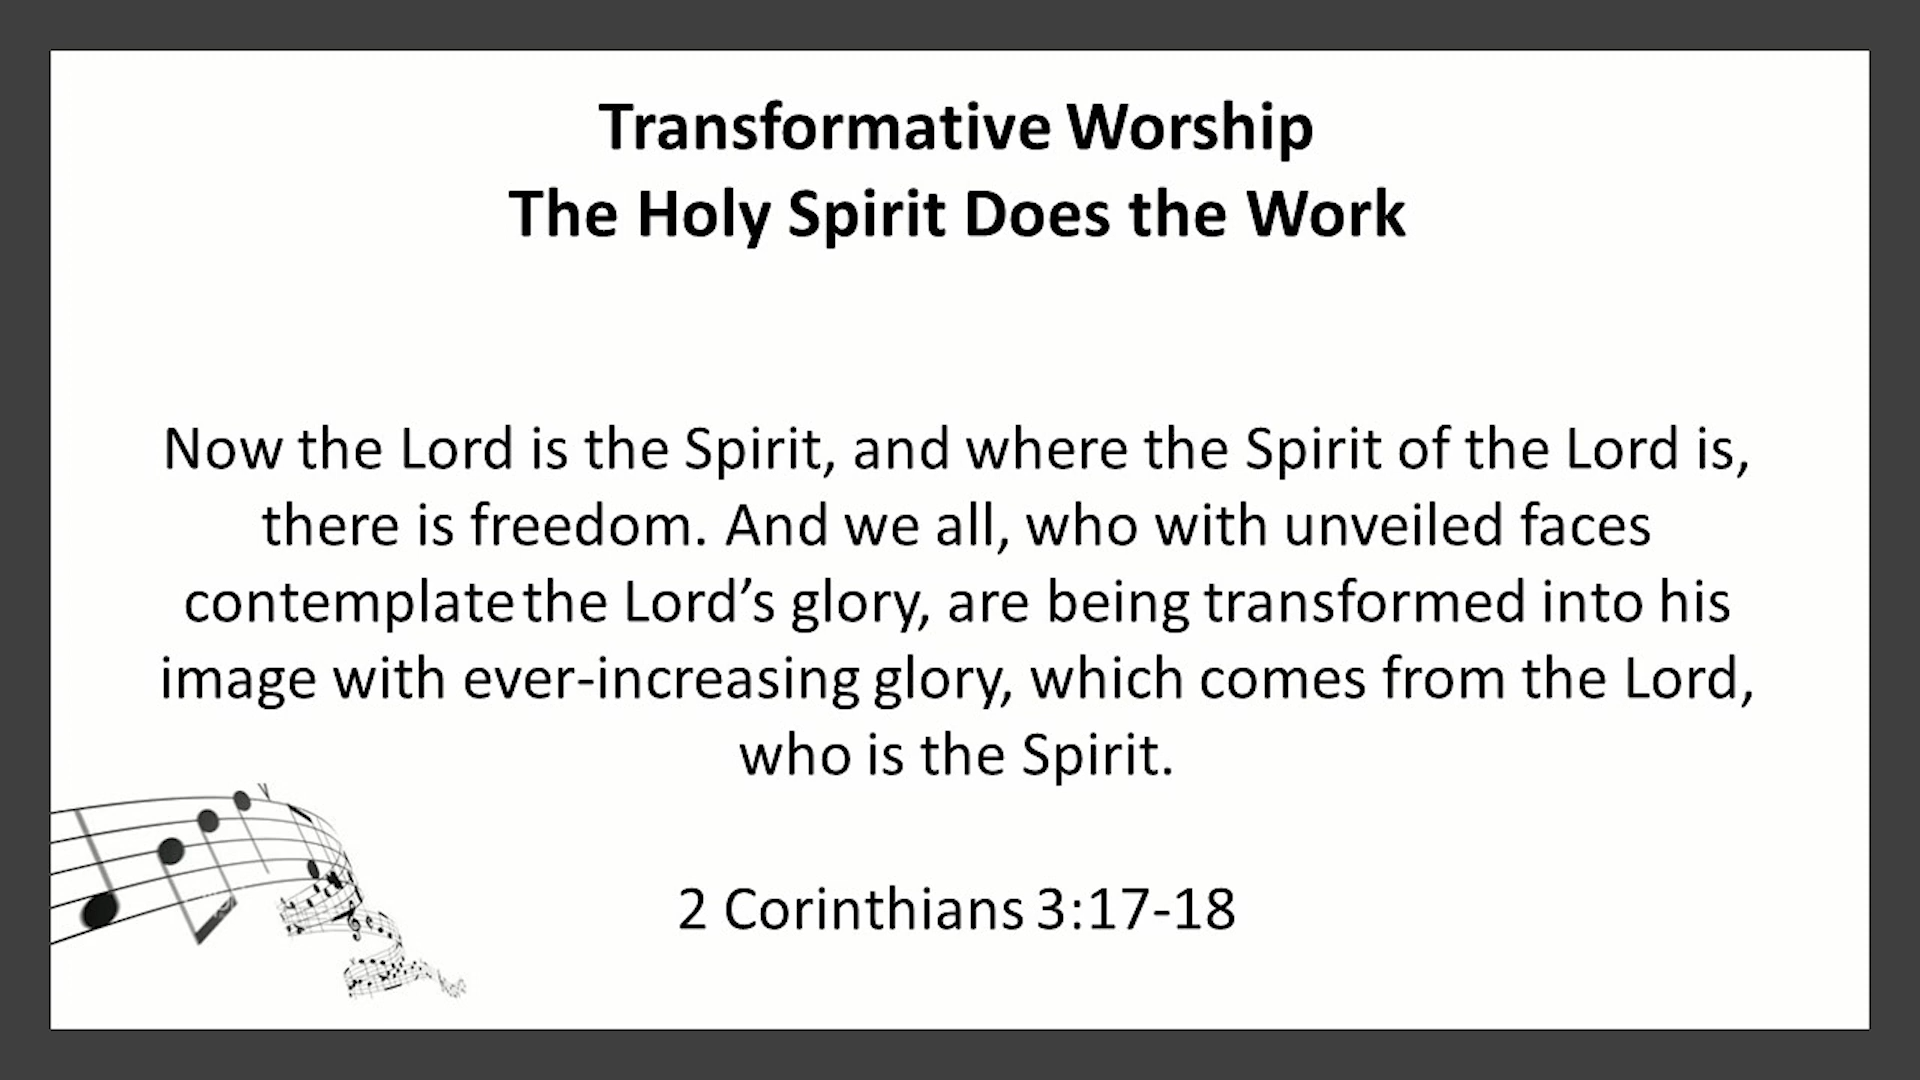 Transformative Worship
The Holy Spirit Does the Work
Now the Lord is the Spirit, and where the Spirit of the Lord is,
there is freedom. And we all, who with unveiled faces
contemplate the Lord’s glory, are being transformed into his
image with ever-increasing glory, which comes from the Lord,
who is the Spirit.
2 Corinthians 3:17-18